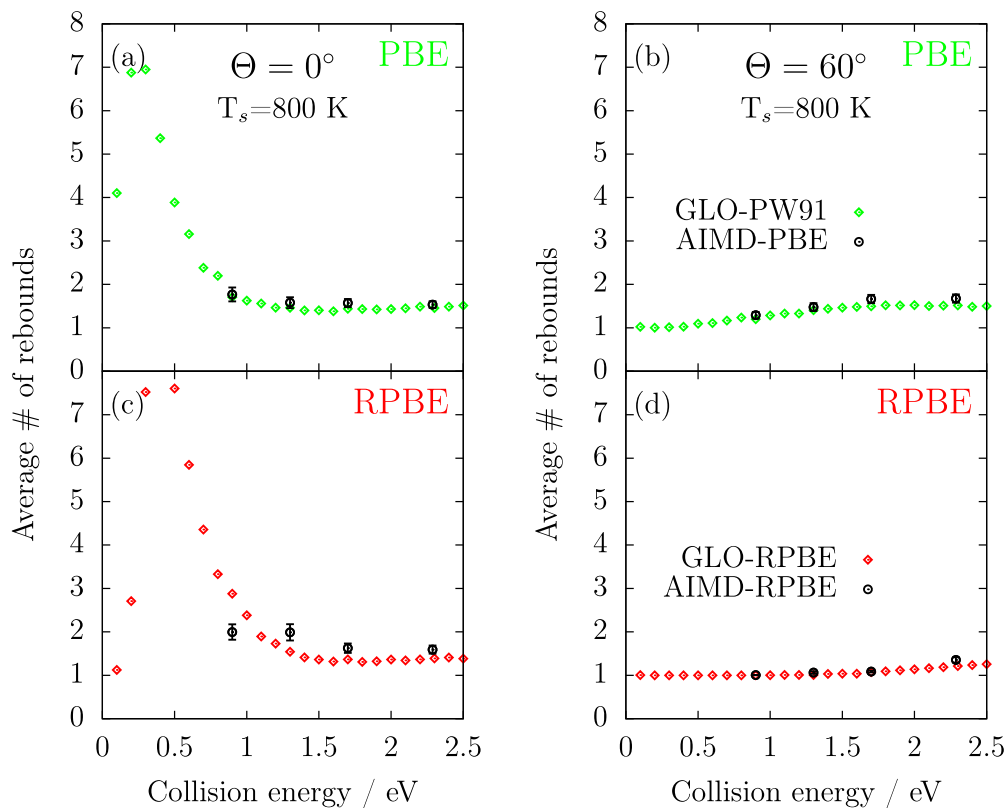 (a) Θ = 0° PBE
T_s=800 K
8
7
6
5
4
3
2
1
0
Average # of rebounds
(b) Θ = 60° PBE
T_s=800 K
GLO-PW91
AIMD-PBE
8
7
6
5
4
3
2
1
0
Average # of rebounds
(c) RPBE
7
6
5
4
3
2
1
0
0 0.5 1 1.5 2 2.5
Collision energy / eV
(d) RPBE
GLO-RPBE
AIMD-RPBE
7
6
5
4
3
2
1
0
0 0.5 1 1.5 2 2.5
Collision energy / eV